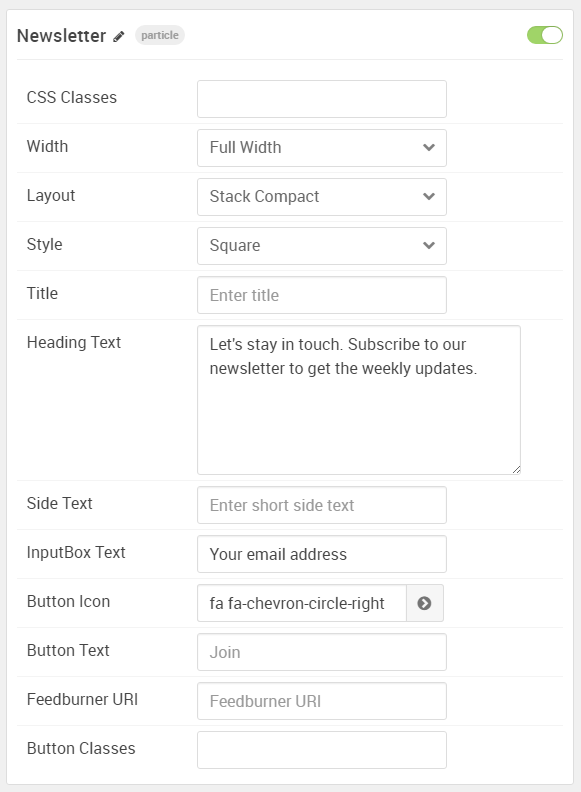 Newsletter particle
CSS Classes
Width Full Width
Layout Stack Compact
Style Square
Title Enter title
Heading Text Let's stay in touch. Subscribe to our
newsletter to get the weekly updates.
Side Text Enter short side text
InputBox Text Your email address
Button Icon fa fa-chevron-circle-right
Button Text Join
Feedburner URI Feedburner URI
Button Classes